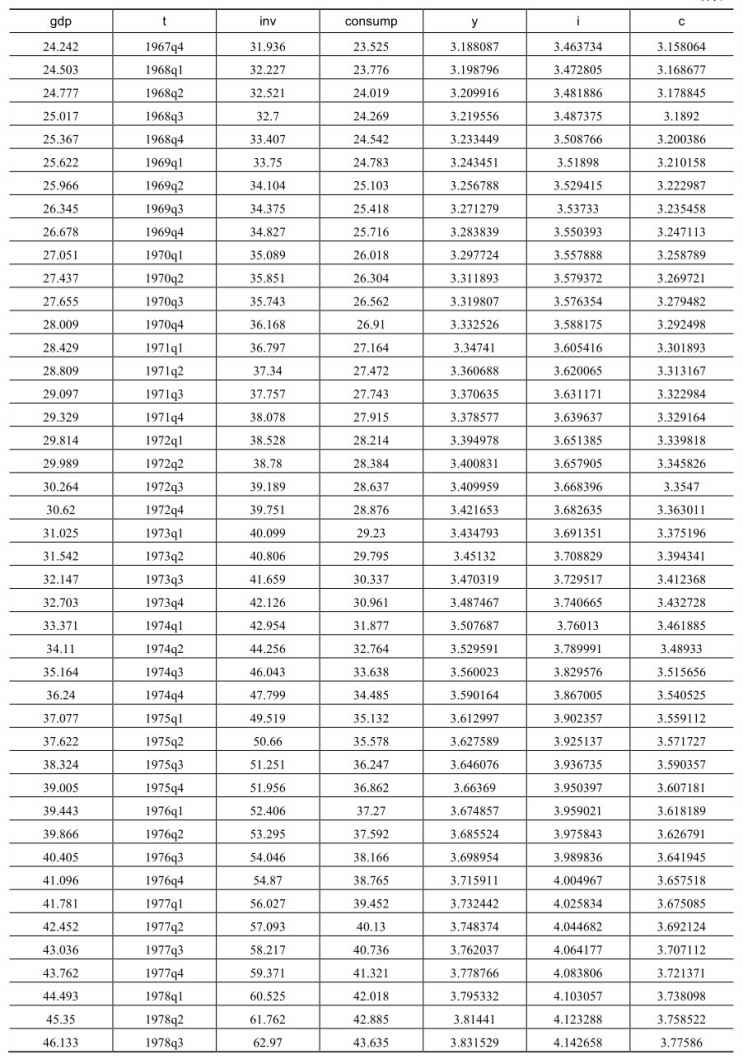 gdp t inv consump y i c
24.242 1967q4 31.936 23.525 3.188087 3.463734 3.158064
24.503 1968q1 32.227 23.776 3.198796 3.472805 3.168677
24.777 1968q2 32.521 24.019 3.209916 3.481886 3.178845
25.017 1968q3 32.7 24.269 3.219556 3.487375 3.1892
25.367 1968q4 33.407 24.542 3.233449 3.508766 3.200386
25.622 1969q1 33.75 24.783 3.243451 3.51898 3.210158
25.966 1969q2 34.104 25.103 3.256788 3.529415 3.222987
26.345 1969q3 34.375 25.418 3.271279 3.53733 3.235458
26.678 1969q4 34.827 25.716 3.283839 3.550393 3.247113
27.051 1970q1 35.089 26.018 3.297724 3.557888 3.258789
27.437 1970q2 35.851 26.304 3.311893 3.579372 3.269721
27.655 1970q3 35.743 26.562 3.319807 3.576354 3.279482
28.009 1970q4 36.168 26.91 3.332526 3.588175 3.292498
28.429 1971q1 36.797 27.164 3.34741 3.605416 3.301893
28.809 1971q2 37.34 27.472 3.360688 3.620065 3.313167
29.097 1971q3 37.757 27.743 3.370635 3.631171 3.322984
29.329 1971q4 38.078 27.915 3.378577 3.639637 3.329164
29.814 1972q1 38.528 28.214 3.394978 3.651385 3.339818
29.989 1972q2 38.78 28.384 3.400831 3.657905 3.345826
30.264 1972q3 39.189 28.637 3.409959 3.668396 3.3547
30.62 1972q4 39.751 28.876 3.421653 3.682635 3.363011
31.025 1973q1 40.099 29.23 3.434793 3.691351 3.375196
31.542 1973q2 40.806 29.795 3.45132 3.708829 3.394341
32.147 1973q3 41.659 30.337 3.470319 3.729517 3.412368
32.703 1973q4 42.126 30.961 3.487467 3.740665 3.432728
33.371 1974q1 42.954 31.877 3.507687 3.76013 3.461885
34.11 1974q2 44.256 32.764 3.529591 3.789991 3.48933
35.164 1974q3 46.043 33.638 3.560023 3.829576 3.515656
36.24 1974q4 47.799 34.485 3.590164 3.867005 3.540525
37.077 1975q1 49.519 35.132 3.612997 3.902357 3.559112
37.622 1975q2 50.66 35.578 3.627589 3.925137 3.571727
38.324 1975q3 51.251 36.247 3.646076 3.936735 3.590357
39.005 1975q4 51.956 36.862 3.66369 3.950397 3.607181
39.443 1976q1 52.406 37.27 3.674857 3.959021 3.618189
39.866 1976q2 53.295 37.592 3.685524 3.975843 3.626791
40.405 1976q3 54.046 38.166 3.698954 3.989836 3.641945
41.096 1976q4 54.87 38.765 3.715911 4.004967 3.657518
41.781 1977q1 56.027 39.452 3.732442 4.025834 3.675085
42.452 1977q2 57.093 40.13 3.748374 4.044682 3.692124
43.036 1977q3 58.217 40.736 3.762037 4.064177 3.707112
43.762 1977q4 59.371 41.321 3.778766 4.083806 3.721371
44.493 1978q1 60.525 42.018 3.795332 4.103057 3.738098
45.35 1978q2 61.762 42.885 3.81441 4.123288 3.758522
46.133 1978q3 62.97 43.635 3.831529 4.142658 3.77586